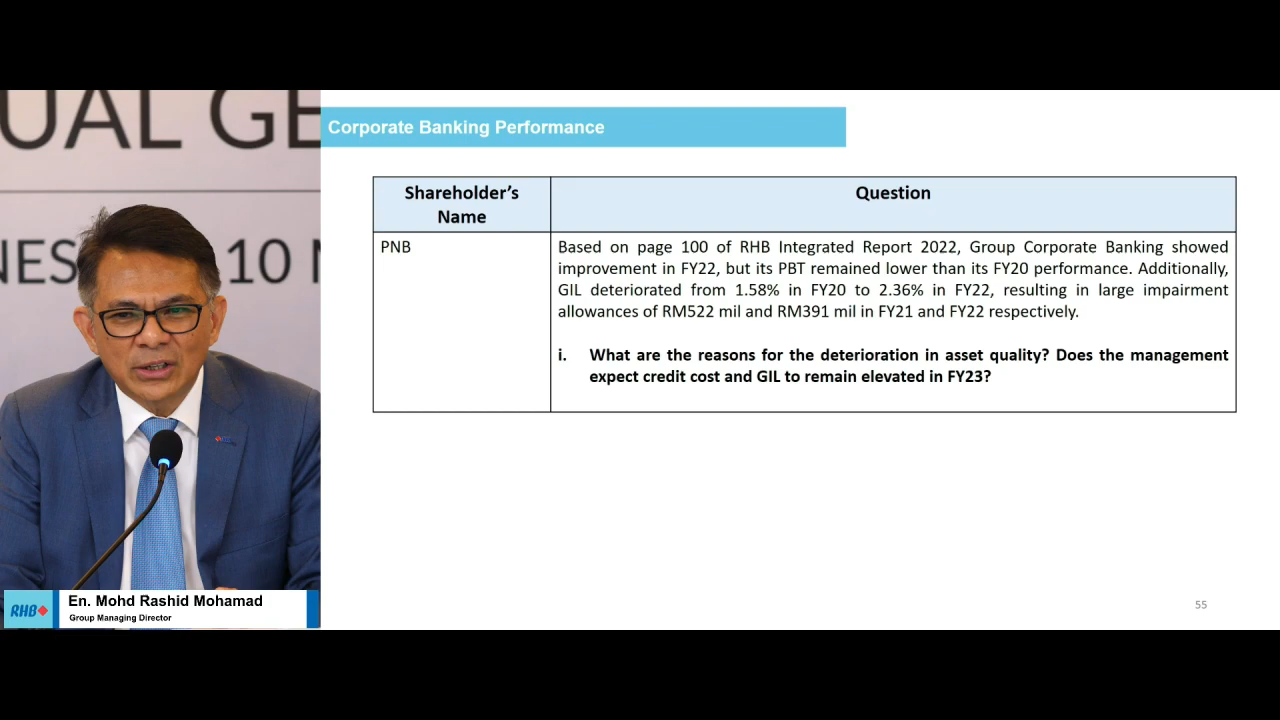 UAL GE
NES
10
Corporate Banking Performance
Shareholder’s
Name
Question
PNB
Based on page 100 of RHB Integrated Report 2022, Group Corporate Banking showed
improvement in FY22, but its PBT remained lower than its FY20 performance. Additionally,
GIL deteriorated from 1.58% in FY20 to 2.36% in FY22, resulting in large impairment
allowances of RM522 mil and RM391 mil in FY21 and FY22 respectively.
i. What are the reasons for the deterioration in asset quality? Does the management
expect credit cost and GIL to remain elevated in FY23?
RHB
En. Mohd Rashid Mohamad
Group Managing Director
55